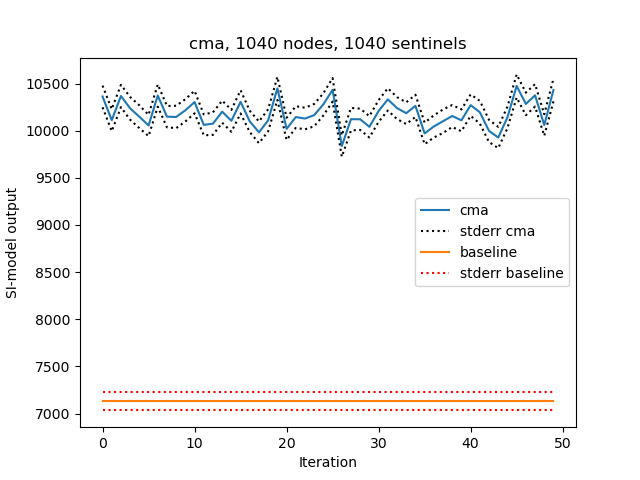 cma, 1040 nodes, 1040 sentinels
SI-model output
10500
10000
9500
9000
8500
8000
7500
7000
cma
stderr cma
baseline
stderr baseline
0 10 20 30 40 50
Iteration